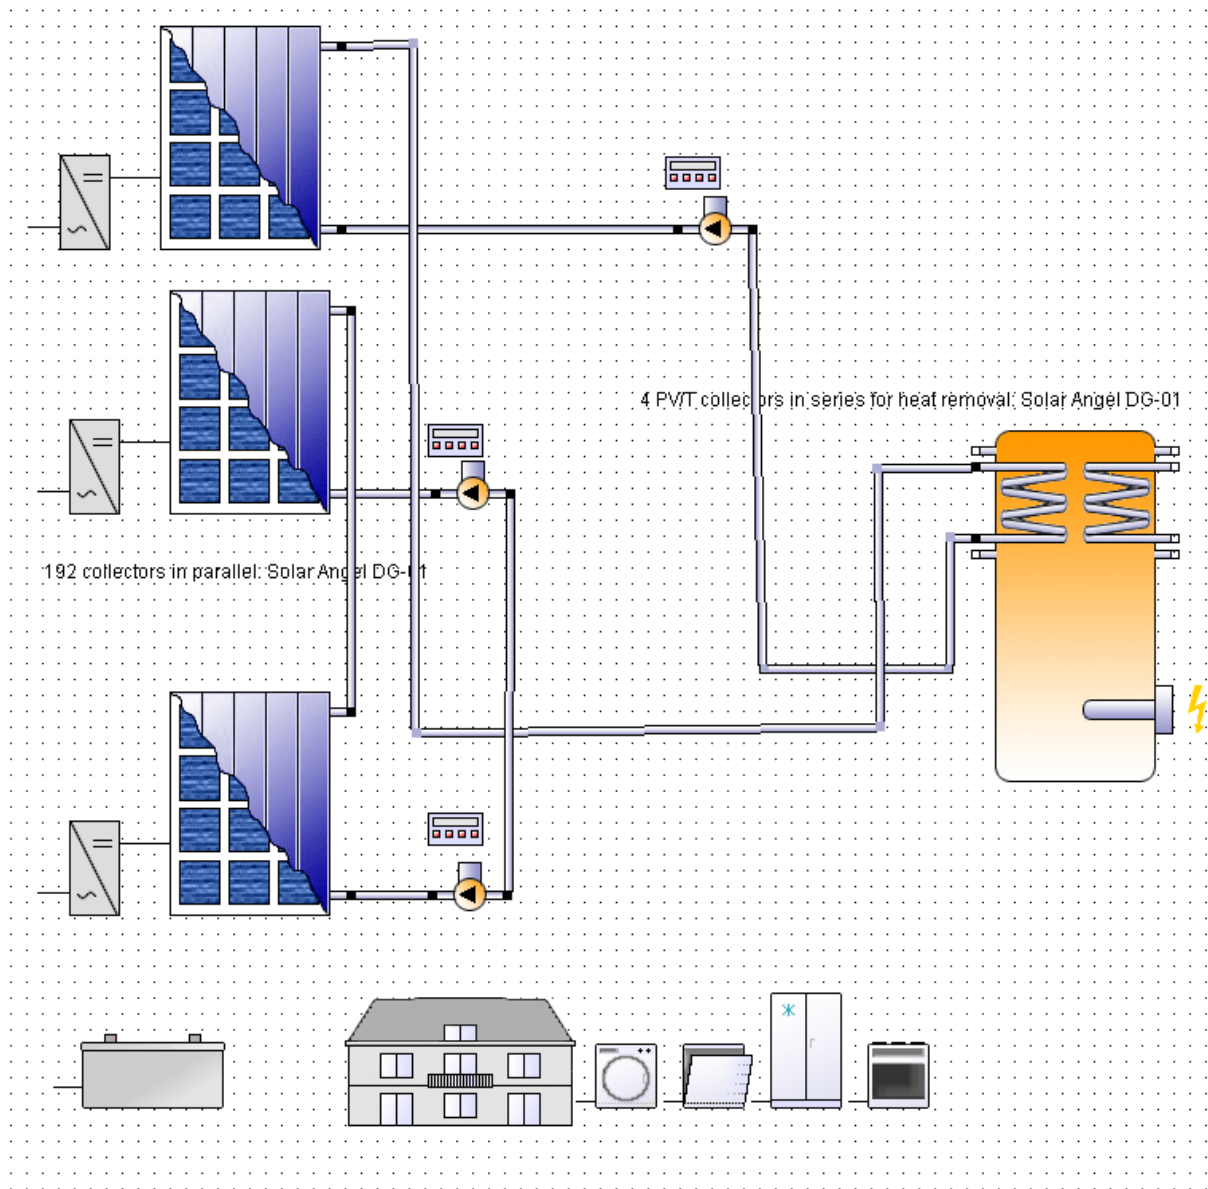 4 PV/T collectors in series for heat removal: Solar Angel DG-01
192 collectors in parallel: Solar Angel DG-01